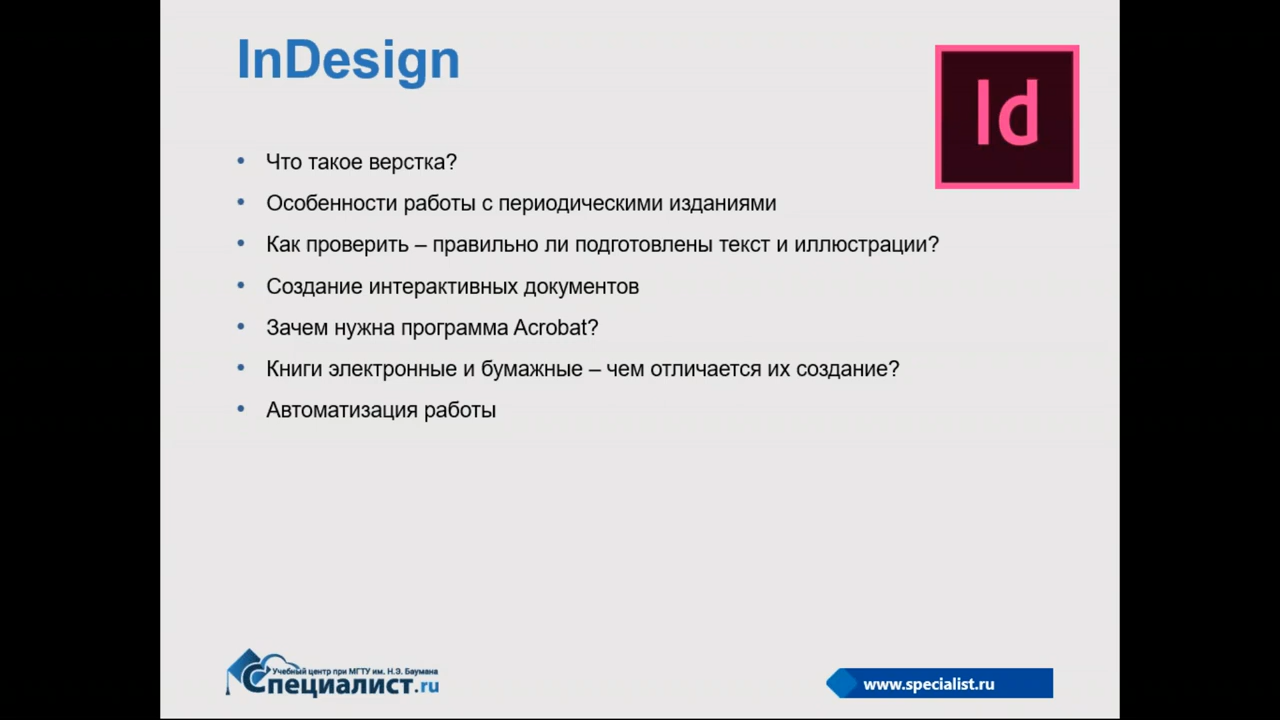 InDesign
Id
• Что такое верстка?
• Особенности работы с периодическими изданиями
• Как проверить – правильно ли подготовлены текст и иллюстрации?
• Создание интерактивных документов
• Зачем нужна программа Acrobat?
• Книги электронные и бумажные – чем отличается их создание?
• Автоматизация работы
Учебный центр при МГТУ им. Н.Э. Баумана
Специалист.ru
www.specialist.ru